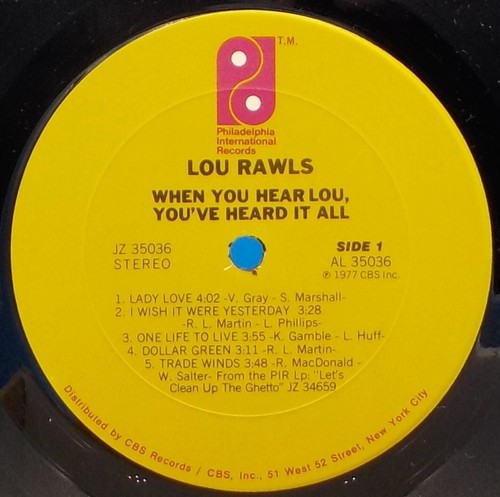 T.M.
Philadelphia
International
Records
LOU RAWLS
WHEN YOU HEAR LOU,
YOU'VE HEARD IT ALL
JZ 35036
STEREO
SIDE 1
AL 35036
℗ 1977 CBS Inc.
1. LADY LOVE 4:02 -V. Gray - S. Marshall-
2. I WISH IT WERE YESTERDAY 3:28
-R. L. Martin - L. Phillips-
3. ONE LIFE TO LIVE 3:55 -K. Gamble - L. Huff-
4. DOLLAR GREEN 3:11 -R. L. Martin-
5. TRADE WINDS 3:48 -R. MacDonald -
W. Salter- From the PIR Lp: "Let's
Clean Up The Ghetto" JZ 34659
Distributed by CBS Records / CBS, Inc., 51 West 52 Street, New York City